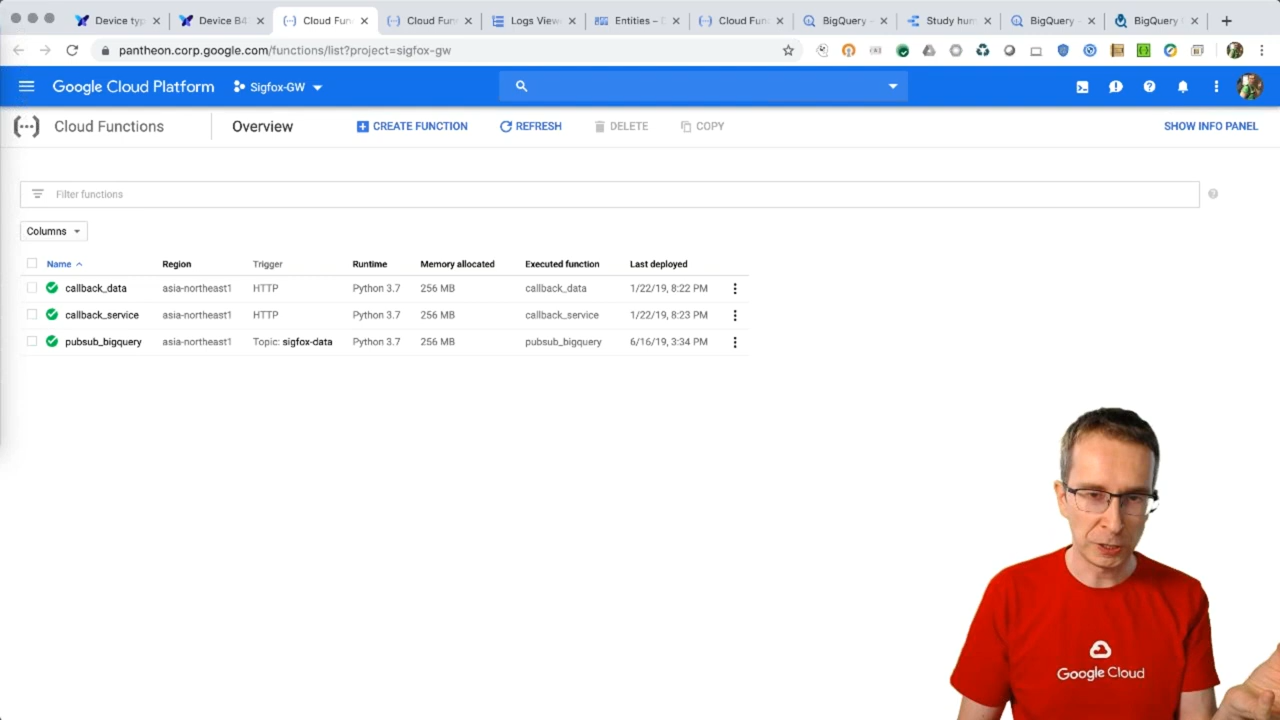 Device typ
Device B4
Cloud Func
Cloud Func
Logs View
Entities – D
Cloud Func
BigQuery –
Study hum
BigQuery –
BigQuery
pantheon.corp.google.com/functions/list?project=sigfox-gw
Google Cloud Platform
Sigfox-GW
Cloud Functions
Overview
CREATE FUNCTION
REFRESH
DELETE
COPY
SHOW INFO PANEL
Filter functions
Columns
Name Region Trigger Runtime Memory allocated Executed function Last deployed
callback_data asia-northeast1 HTTP Python 3.7 256 MB callback_data 1/22/19, 8:22 PM
callback_service asia-northeast1 HTTP Python 3.7 256 MB callback_service 1/22/19, 8:23 PM
pubsub_bigquery asia-northeast1 Topic: sigfox-data Python 3.7 256 MB pubsub_bigquery 6/16/19, 3:34 PM
Google Cloud